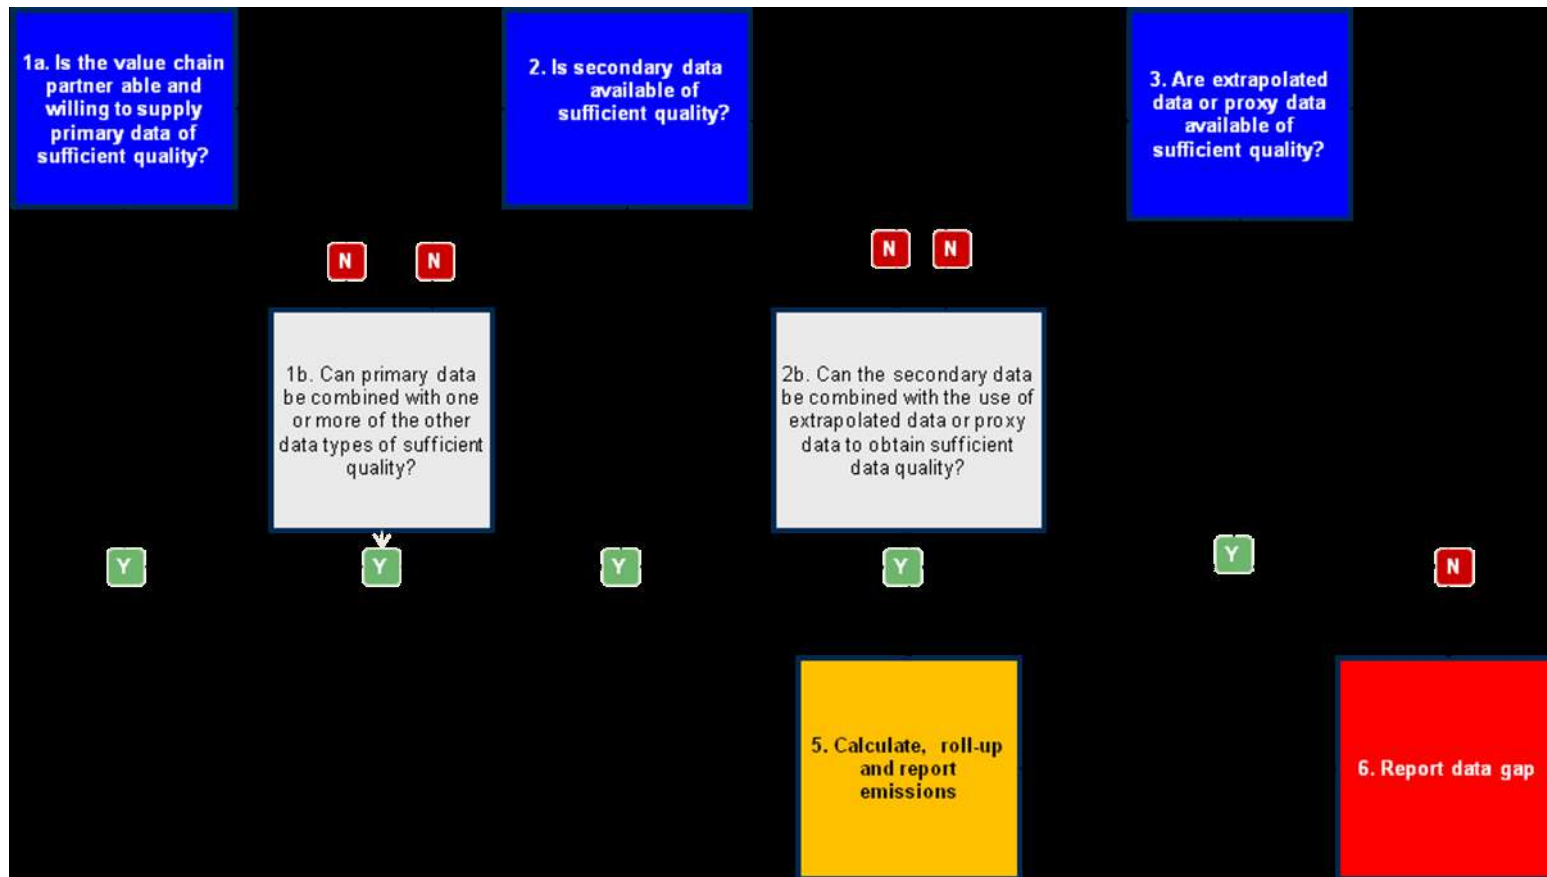 1a. Is the value chain
partner able and
willing to supply
primary data of
sufficient quality?
2. Is secondary data
available of
sufficient quality?
3. Are extrapolated
data or proxy data
available of
sufficient quality?
N
N
N
N
1b. Can primary data
be combined with one
or more of the other
data types of sufficient
quality?
2b. Can the secondary data
be combined with the use of
extrapolated data or proxy
data to obtain sufficient
data quality?
Y
Y
Y
Y
Y
N
5. Calculate, roll-up
and report
emissions
6. Report data gap